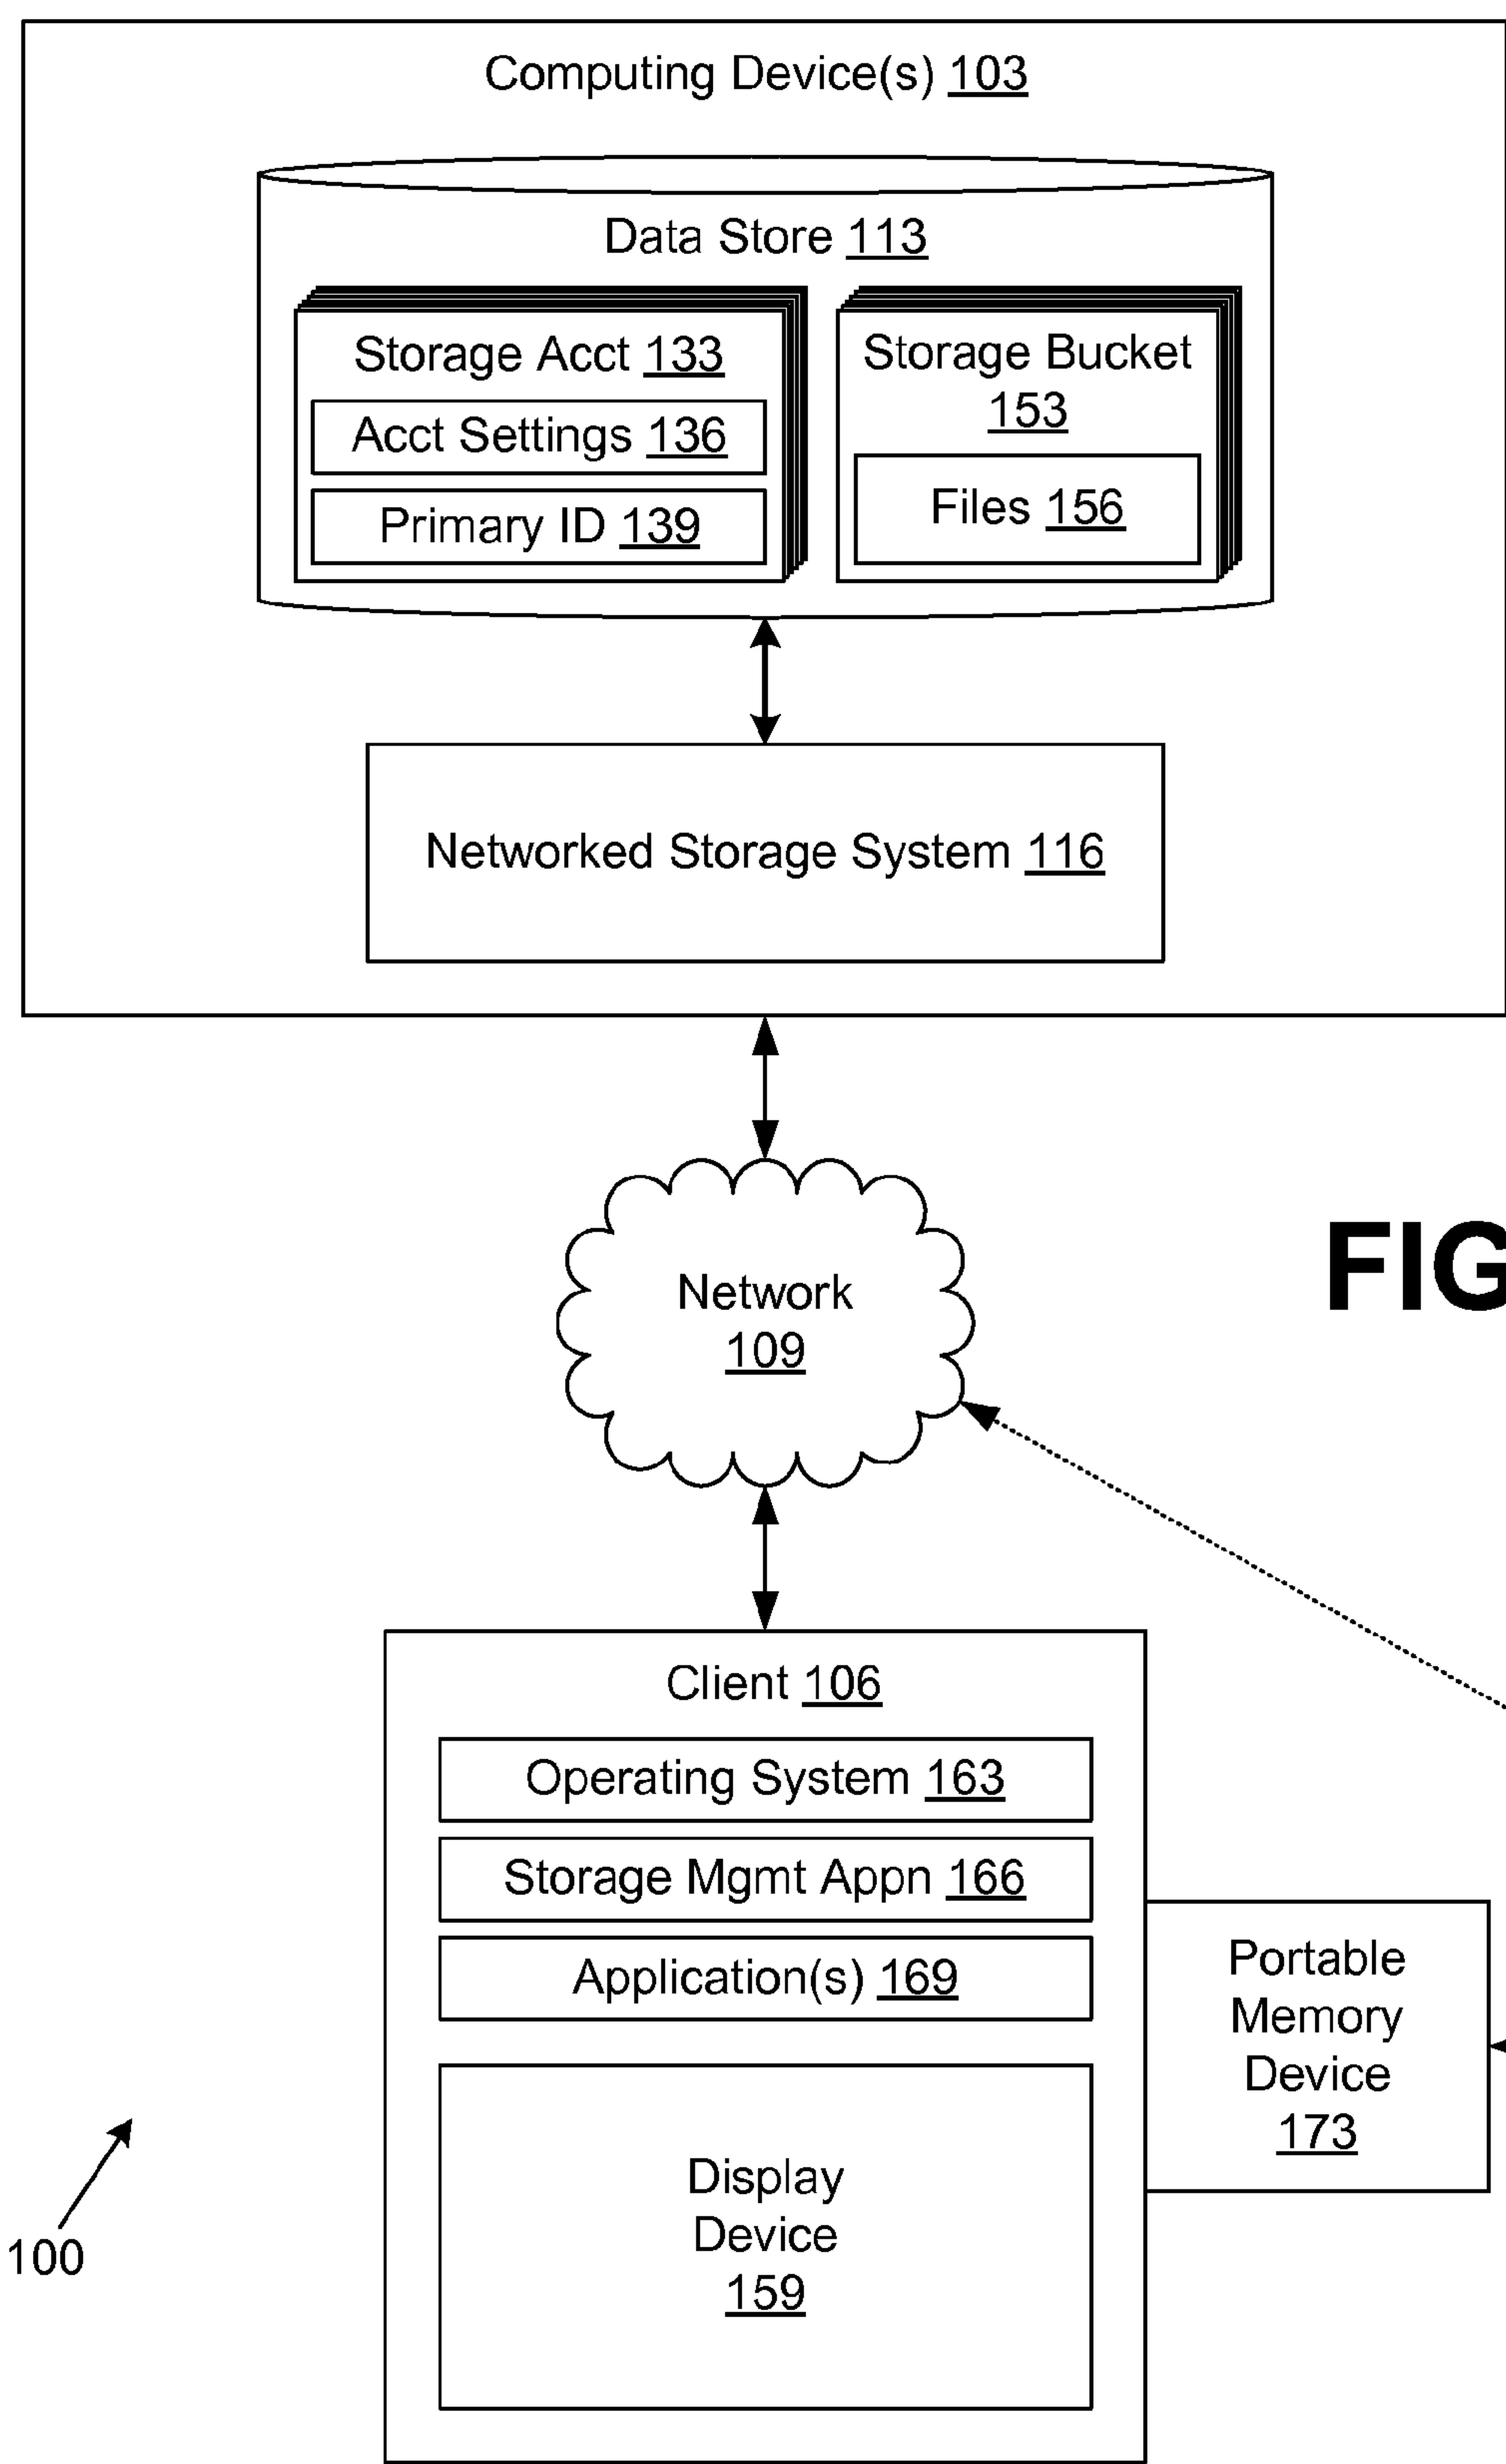 Computing Device(s) 103
Data Store 113
Storage Acct 133
Acct Settings 136
Primary ID 139
Storage Bucket
153
Files 156
Networked Storage System 116
Network
109
FIG
Client 106
Operating System 163
Storage Mgmt Appn 166
Application(s) 169
Display
Device
159
Portable
Memory
Device
173
100